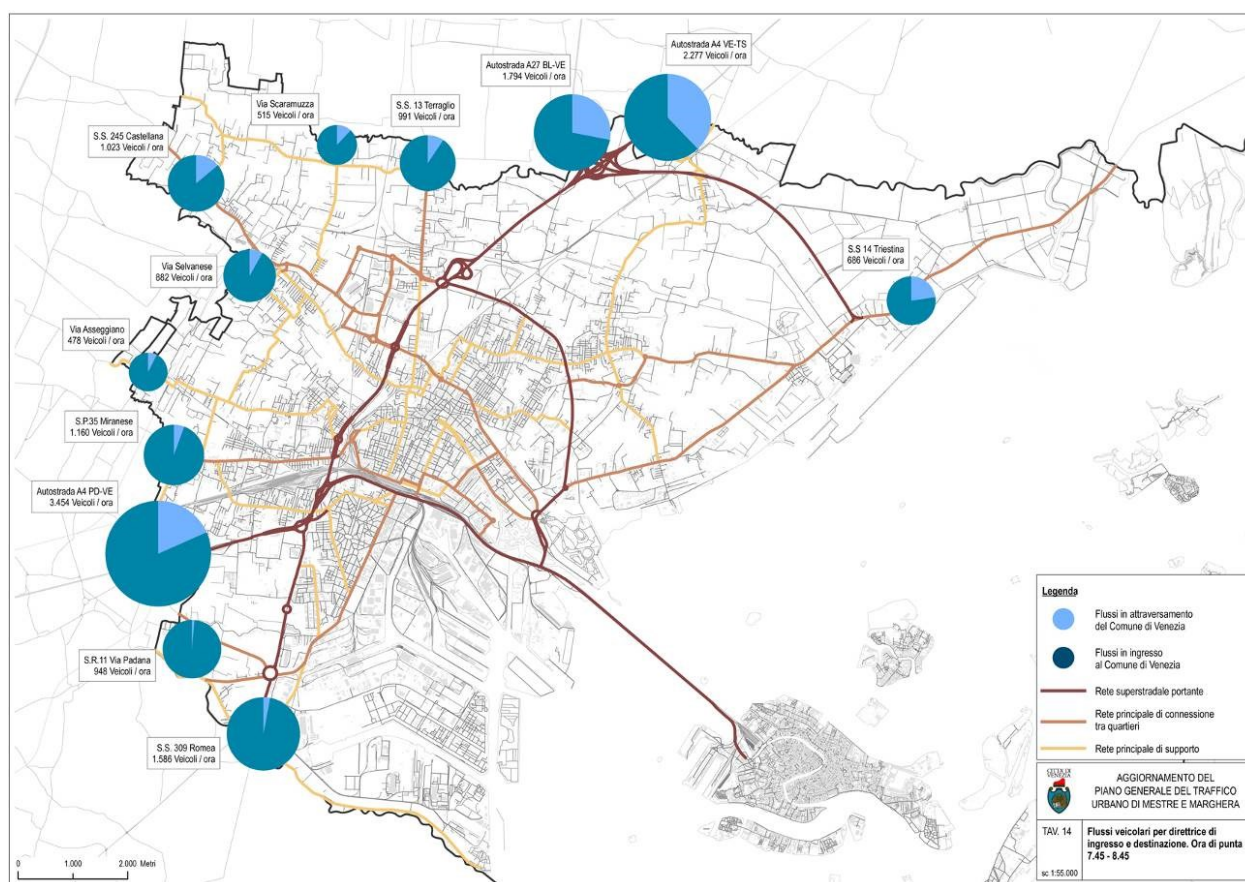 Autostrada A4 VE-TS
2.277 Veicoli / ora
Autostrada A27 BL-VE
1.794 Veicoli / ora
Via Scaramuzza
515 Veicoli / ora
S.S. 13 Terraglio
991 Veicoli / ora
S.S. 245 Castellana
1.023 Veicoli / ora
S.S 14 Triestina
686 Veicoli / ora
Via Selvanese
882 Veicoli / ora
Via Asseggiano
478 Veicoli / ora
S.P.35 Miranese
1.160 Veicoli / ora
Autostrada A4 PD-VE
3.454 Veicoli / ora
S.R.11 Via Padana
948 Veicoli / ora
S.S. 309 Romea
1.586 Veicoli / ora
Legenda
Flussi in attraversamento
del Comune di Venezia
Flussi in ingresso
al Comune di Venezia
Rete superstradale portante
Rete principale di connessione
tra quartieri
Rete principale di supporto
CITTA' DI
VENEZIA
AGGIORNAMENTO DEL
PIANO GENERALE DEL TRAFFICO
URBANO DI MESTRE E MARGHERA
TAV. 14
Flussi veicolari per direttrice di
ingresso e destinazione. Ora di punta
7.45 - 8.45
sc 1:55.000
0 1.000 2.000 Metri